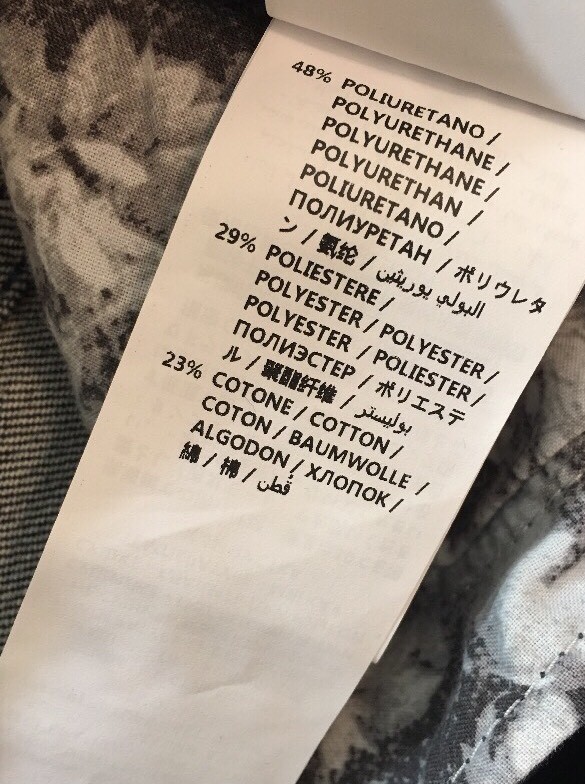 48% POLIURETANO /
POLYURETHANE /
POLYURETHANE /
POLYURETHAN /
POLIURETANO /
ПОЛИУРЕТАН / ポリウレタ
ン / 氨纶 / البولي يوريثين
29% POLIESTERE /
POLYESTER / POLYESTER /
POLYESTER / POLIESTER /
ПОЛИЭСТЕР / ポリエステ
ル / 聚酯纤维 / بوليستر
23% COTONE / COTTON /
COTON / BAUMWOLLE /
ALGODON / ХЛОПОК /
綿 / 棉 / قطن